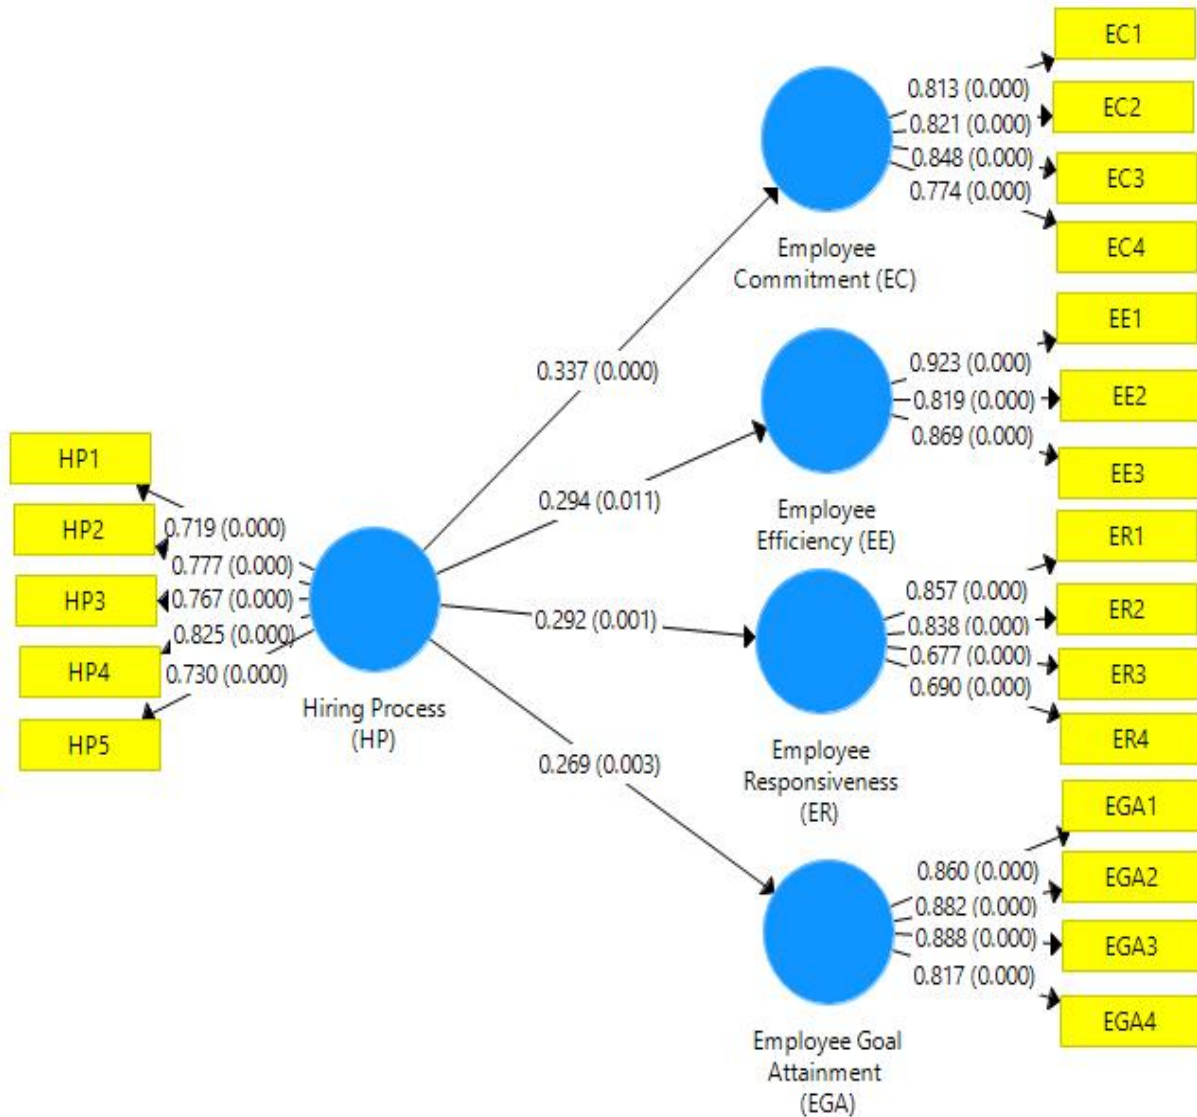 EC1
0.813 (0.000)
EC2
0.821 (0.000)
0.848 (0.000)
EC3
0.774 (0.000)
EC4
Employee
Commitment (EC)
EE1
0.923 (0.000)
0.337 (0.000)
EE2
0.819 (0.000)
0.869 (0.000)
EE3
HP1
0.294 (0.011)
Employee
Efficiency (EE)
HP2
0.719 (0.000)
ER1
0.777 (0.000)
HP3
0.767 (0.000)
0.857 (0.000)
ER2
0.292 (0.001)
0.838 (0.000)
0.825 (0.000)
0.677 (0.000)
HP4
0.730 (0.000)
ER3
0.690 (0.000)
Hiring Process
(HP)
HP5
ER4
Employee
Responsiveness
(ER)
0.269 (0.003)
EGA1
0.860 (0.000)
EGA2
0.882 (0.000)
0.888 (0.000)
EGA3
0.817 (0.000)
EGA4
Employee Goal
Attainment
(EGA)